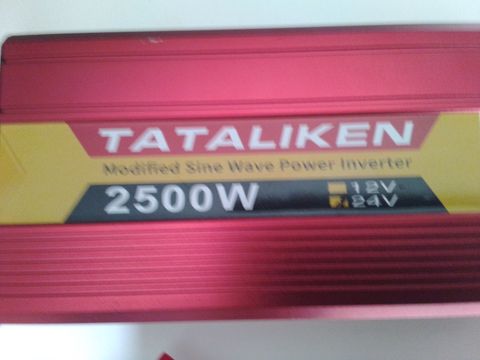 TATALIKEN
Modified Sine Wave Power Inverter
2500W
12V
24V